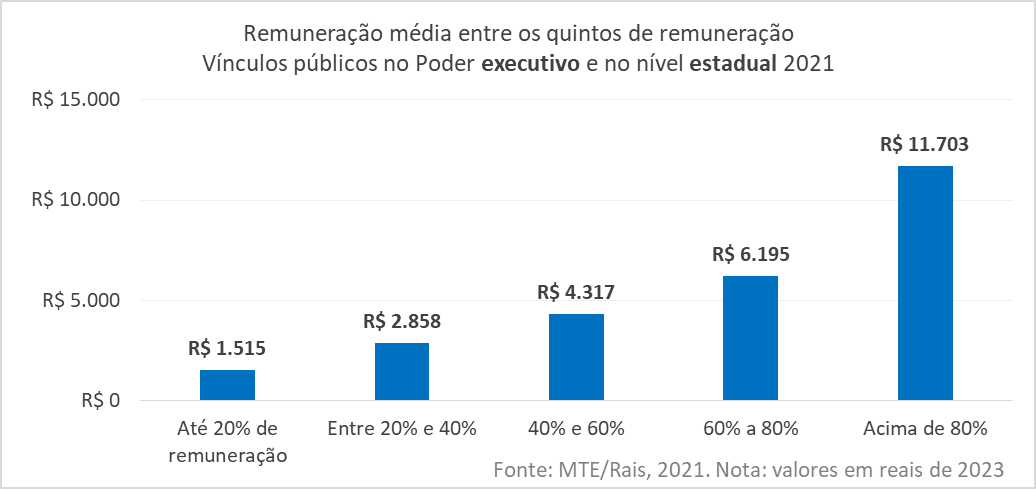 Remuneração média entre os quintos de remuneração
Vínculos públicos no Poder executivo e no nível estadual 2021
R$ 15.000
R$ 10.000
R$ 5.000
R$ 0
R$ 1.515
R$ 2.858
R$ 4.317
R$ 6.195
R$ 11.703
Até 20% de
remuneração
Entre 20% e 40%
40% e 60%
60% a 80%
Acima de 80%
Fonte: MTE/Rais, 2021. Nota: valores em reais de 2023